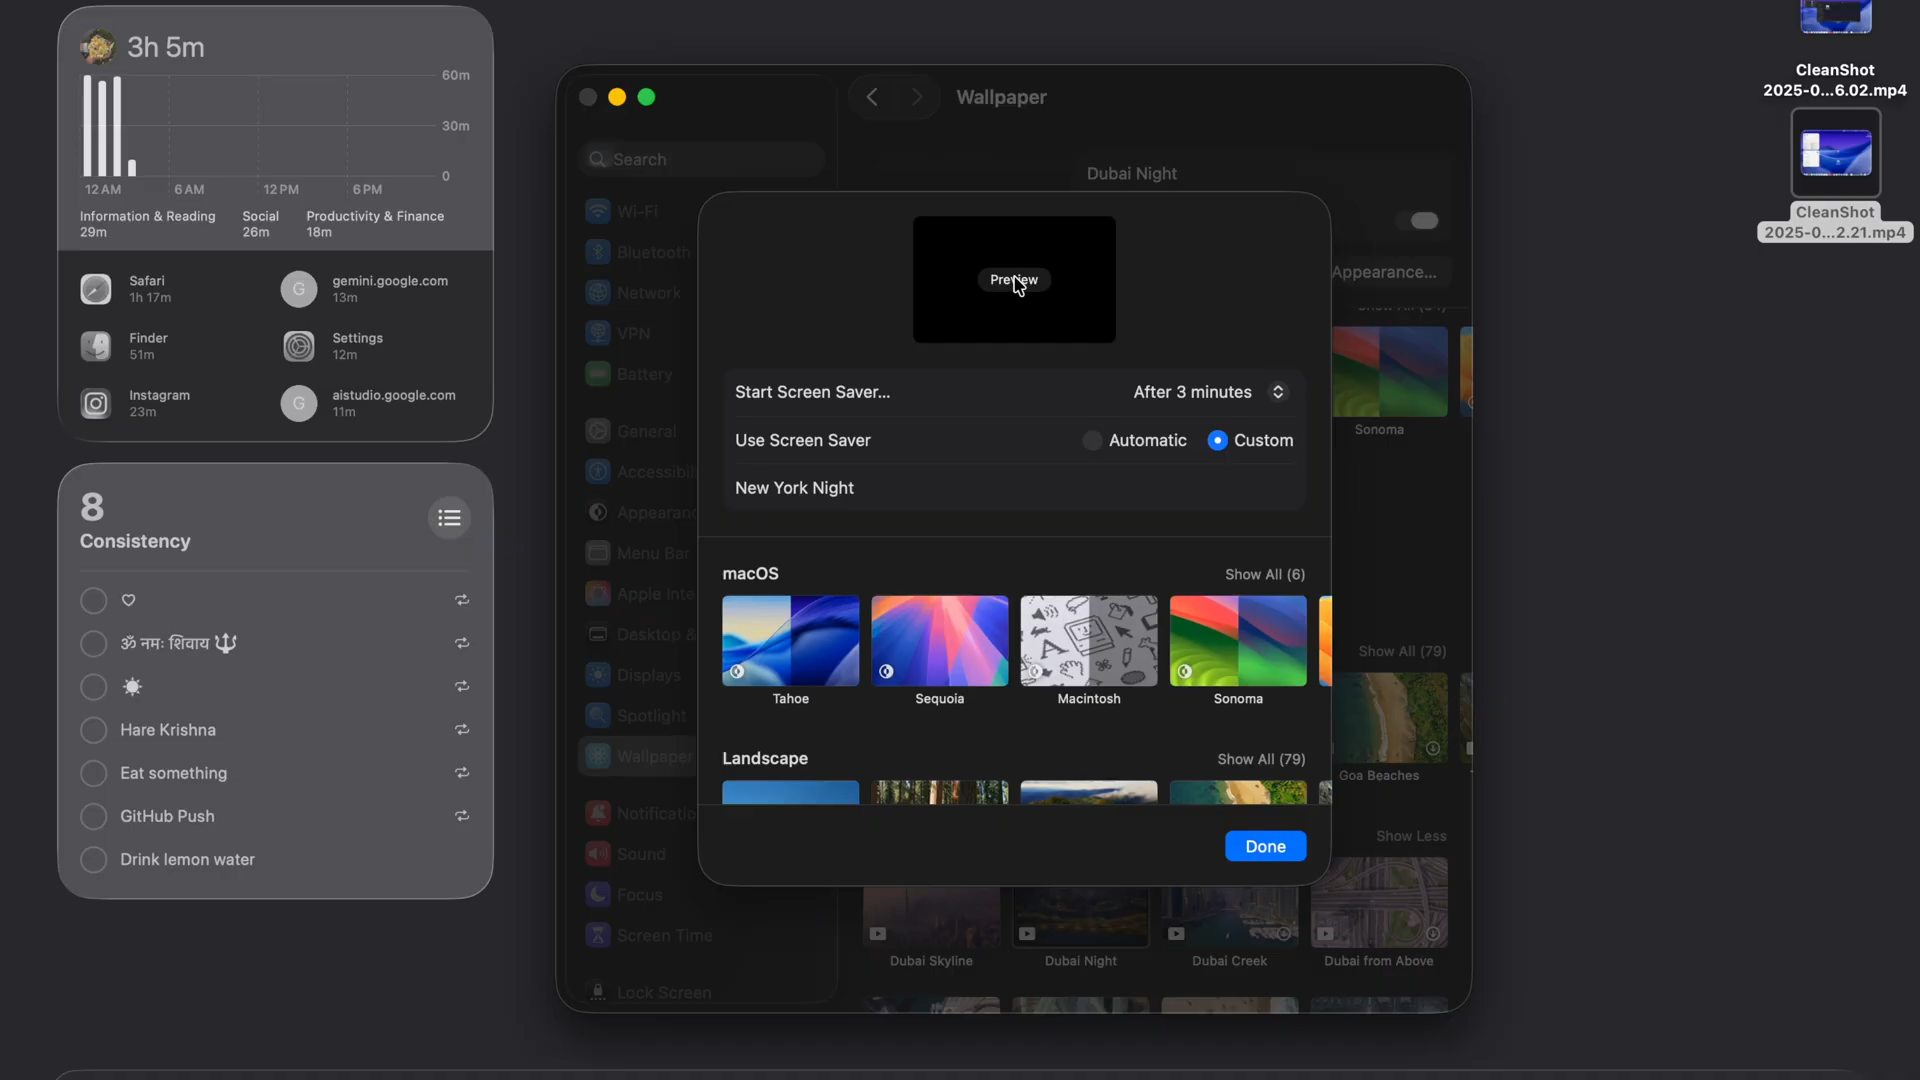 3h 5m
60m
30m
0
12 AM
6 AM
12 PM
6 PM
Information & Reading
29m
Social
26m
Productivity & Finance
18m
Safari
1h 17m
G
gemini.google.com
13m
Finder
51m
Settings
12m
Instagram
23m
G
aistudio.google.com
11m
8
Consistency
♡
ॐ नमः शिवाय 🔱
☀
Hare Krishna
Eat something
GitHub Push
Drink lemon water
Wallpaper
Search
Wi-Fi
Bluetooth
Network
VPN
Battery
General
Accessibil
Appearanc
Menu Bar
Apple Inte
Desktop &
Displays
Spotlight
Wallpaper
Notificatio
Sound
Focus
Screen Time
Lock Screen
Dubai Night
Appearance...
Sonoma
Show All (79)
Goa Beaches
Show Less
Dubai Skyline
Dubai Night
Dubai Creek
Dubai from Above
Preview
Start Screen Saver...
After 3 minutes
Use Screen Saver
Automatic
Custom
New York Night
macOS
Show All (6)
Tahoe
Sequoia
Macintosh
Sonoma
Landscape
Show All (79)
Done
CleanShot
2025-0...6.02.mp4
CleanShot
2025-0...2.21.mp4